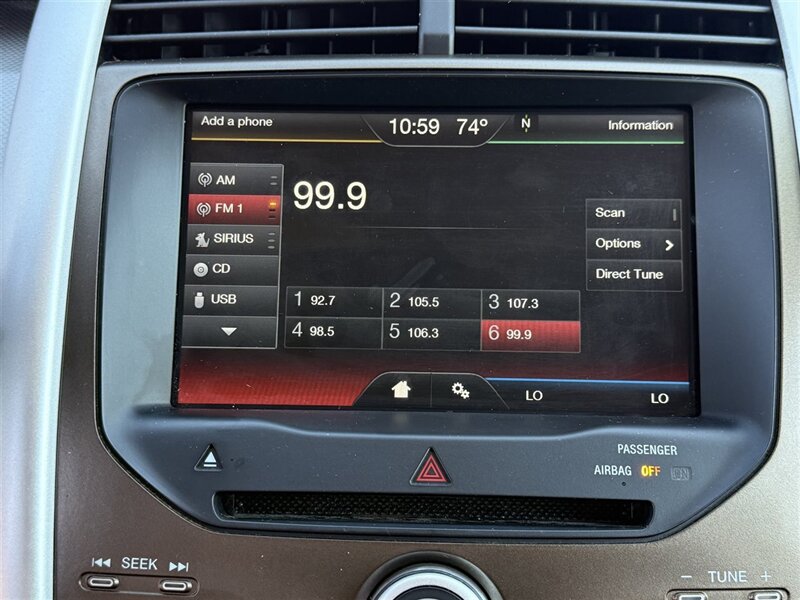 Add a phone
10:59 74° N
Information
AM
FM 1
SIRIUS
CD
USB
99.9
Scan
Options
Direct Tune
1 92.7 2 105.5 3 107.3
4 98.5 5 106.3 6 99.9
LO LO
PASSENGER
AIRBAG OFF ON
SEEK
- TUNE +